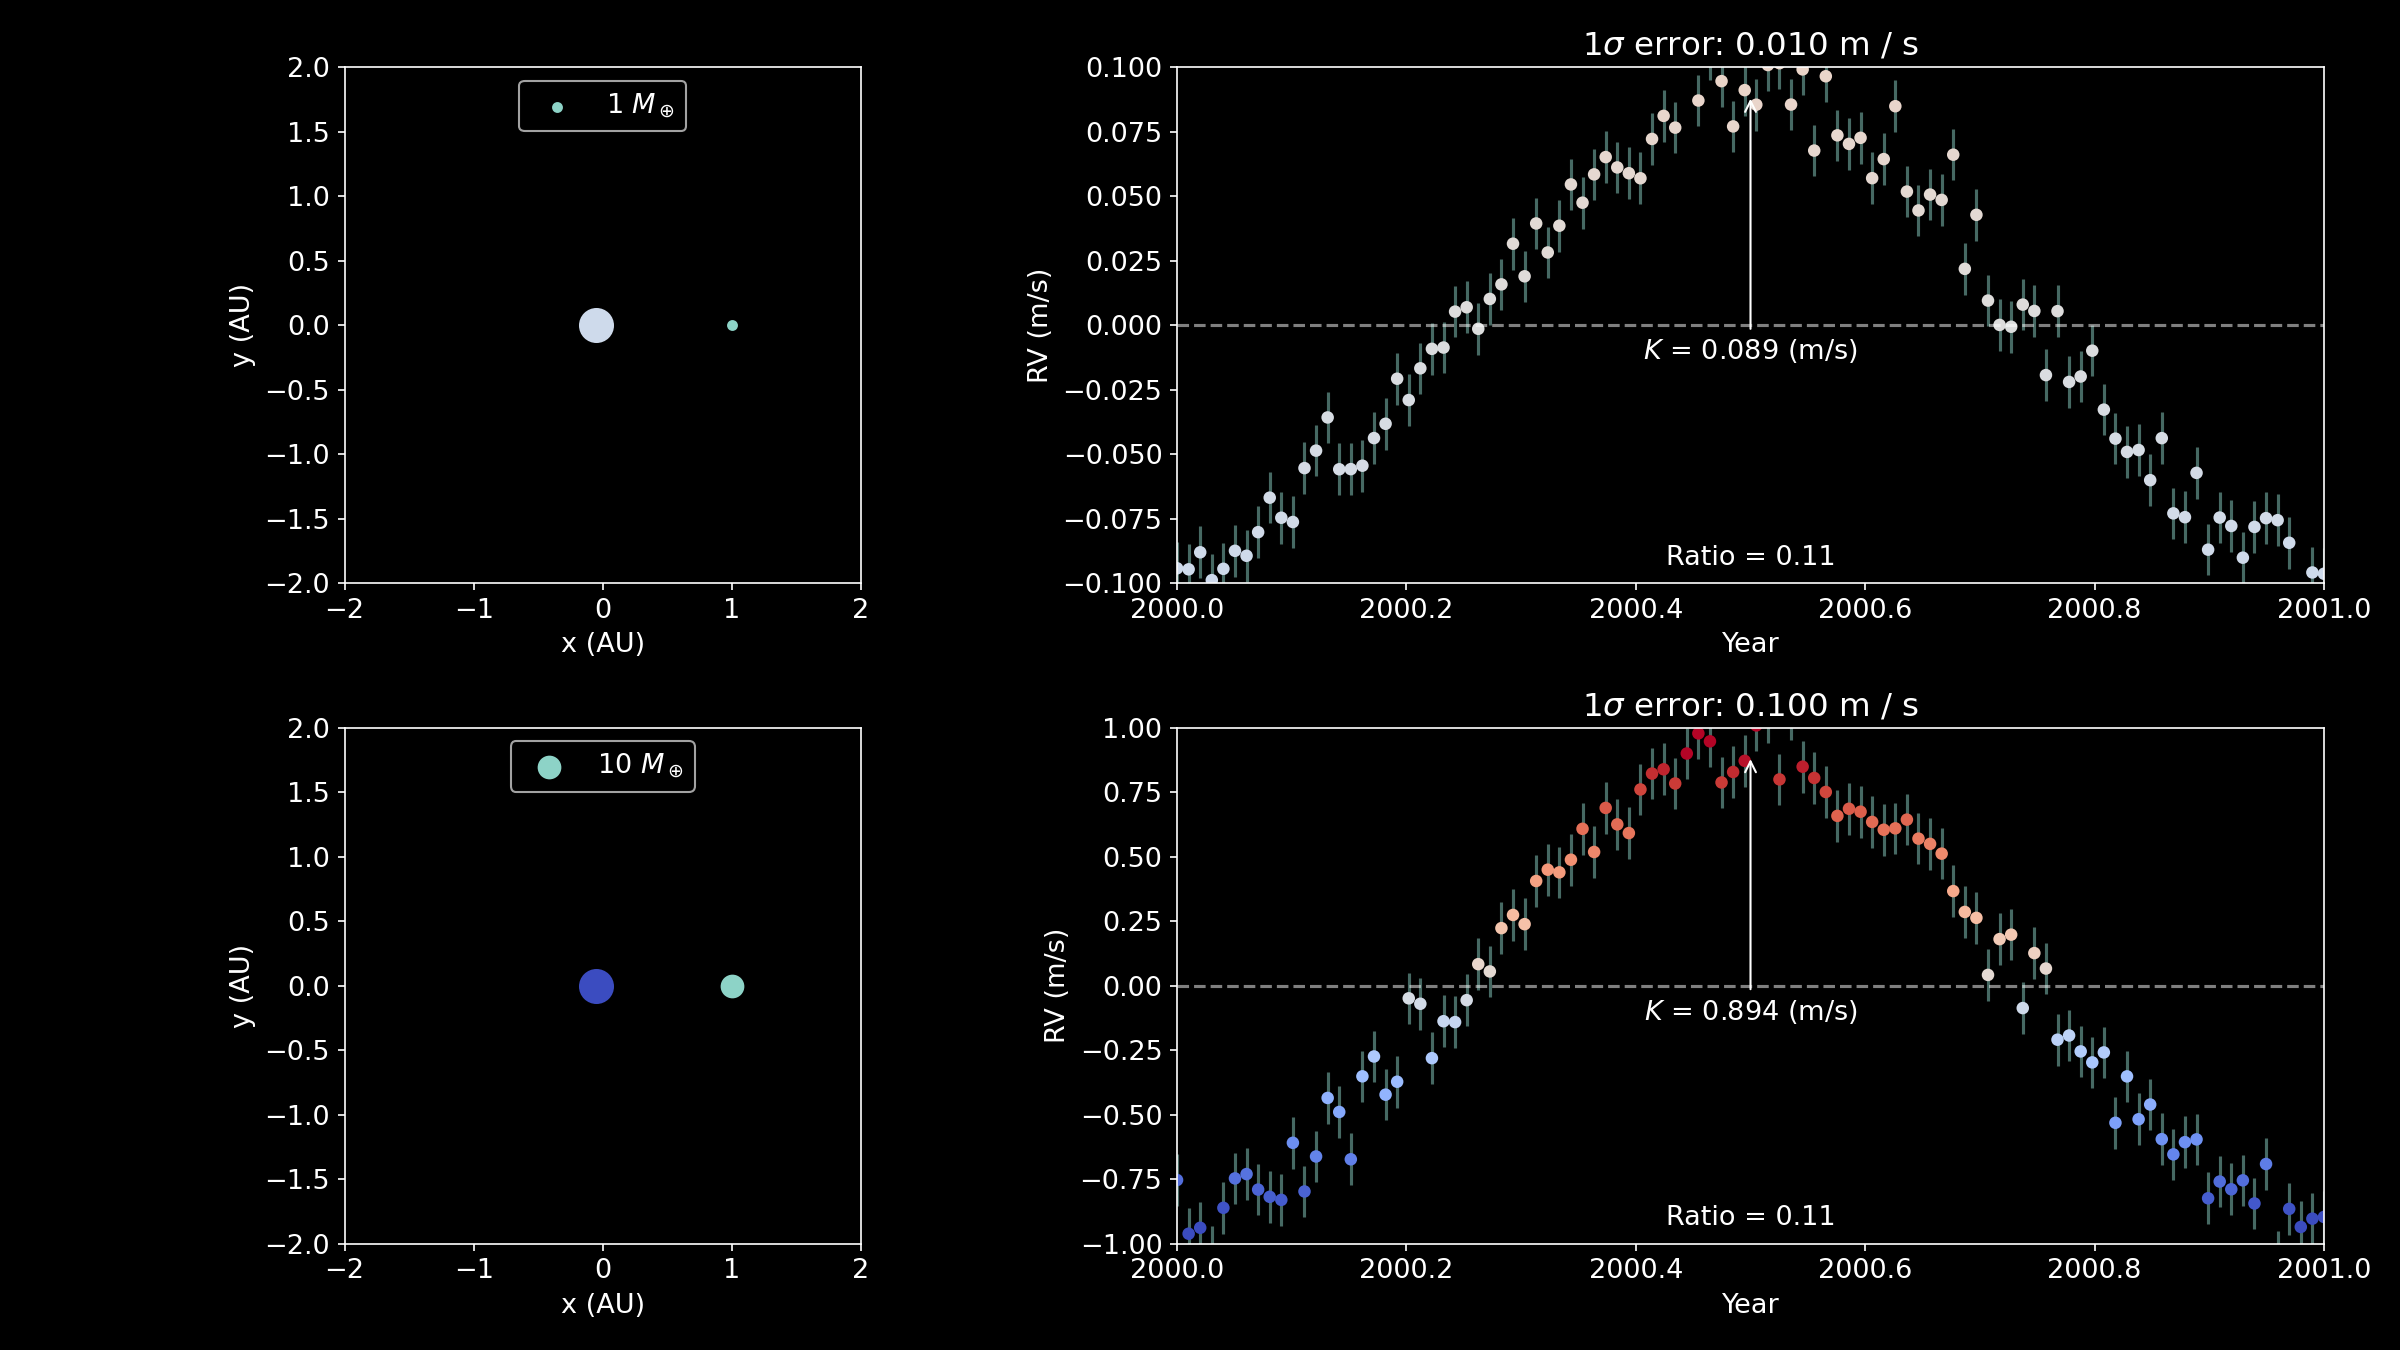 1 M⊕
2.0
1.5
1.0
0.5
0.0
−0.5
−1.0
−1.5
−2.0
y (AU)
−2 −1 0 1 2
x (AU)
1σ error: 0.010 m / s
0.100
0.075
0.050
0.025
0.000
−0.025
−0.050
−0.075
−0.100
RV (m/s)
K = 0.089 (m/s)
Ratio = 0.11
2000.0 2000.2 2000.4 2000.6 2000.8 2001.0
Year
10 M⊕
2.0
1.5
1.0
0.5
0.0
−0.5
−1.0
−1.5
−2.0
y (AU)
−2 −1 0 1 2
x (AU)
1σ error: 0.100 m / s
1.00
0.75
0.50
0.25
0.00
−0.25
−0.50
−0.75
−1.00
RV (m/s)
K = 0.894 (m/s)
Ratio = 0.11
2000.0 2000.2 2000.4 2000.6 2000.8 2001.0
Year